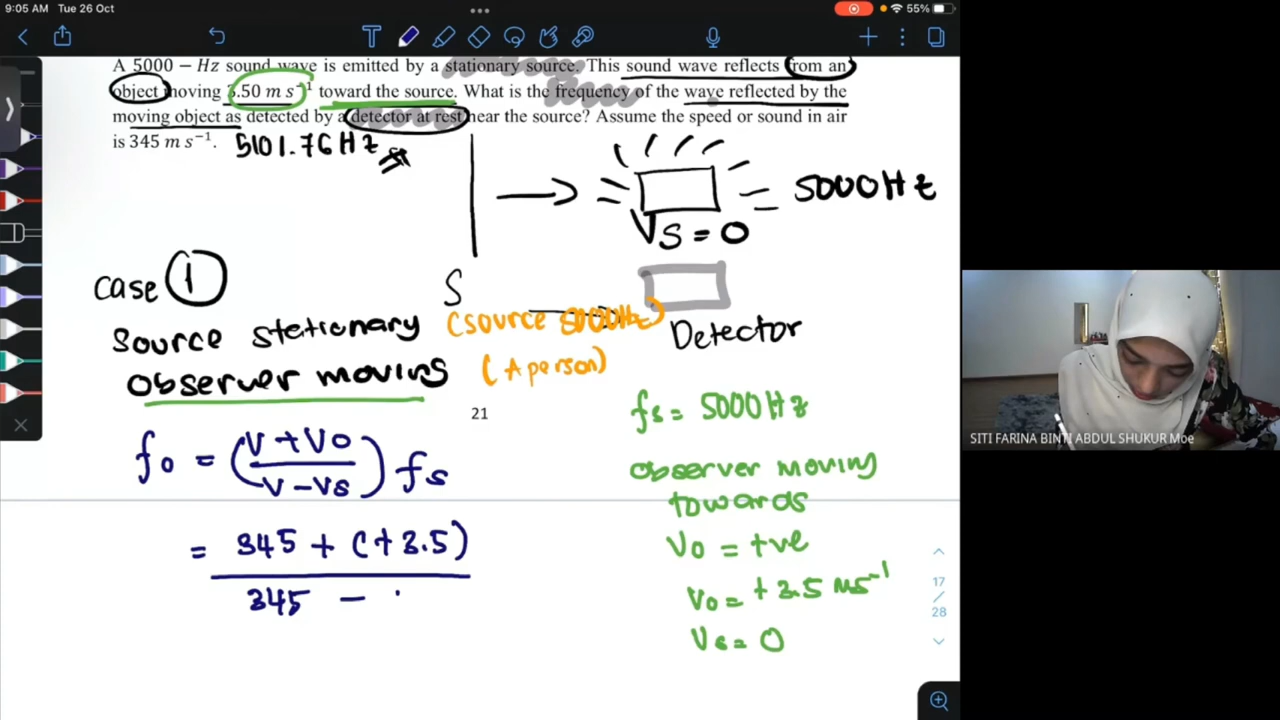 9:05 AM Tue 26 Oct
55%
A 5000 – Hz sound wave is emitted by a stationary source. This sound wave reflects from an
object moving 3.50 m s⁻¹ toward the source. What is the frequency of the wave reflected by the
moving object as detected by a detector at rest near the source? Assume the speed or sound in air
is 345 m s⁻¹.
5101.76 Hz
5000Hz
Vs = 0
case 1
S
Source stationary (source 5000Hz)
Detector
observer moving (A person)
21
fs = 5000Hz
fo = (V + Vo / V - Vs) fs
observer moving
towards
= 345 + (+3.5)
345 -
Vo = +ve
Vo = +3.5 ms⁻¹
Vs = 0
17
/
28
SITI FARINA BINTI ABDUL SHUKUR Moe